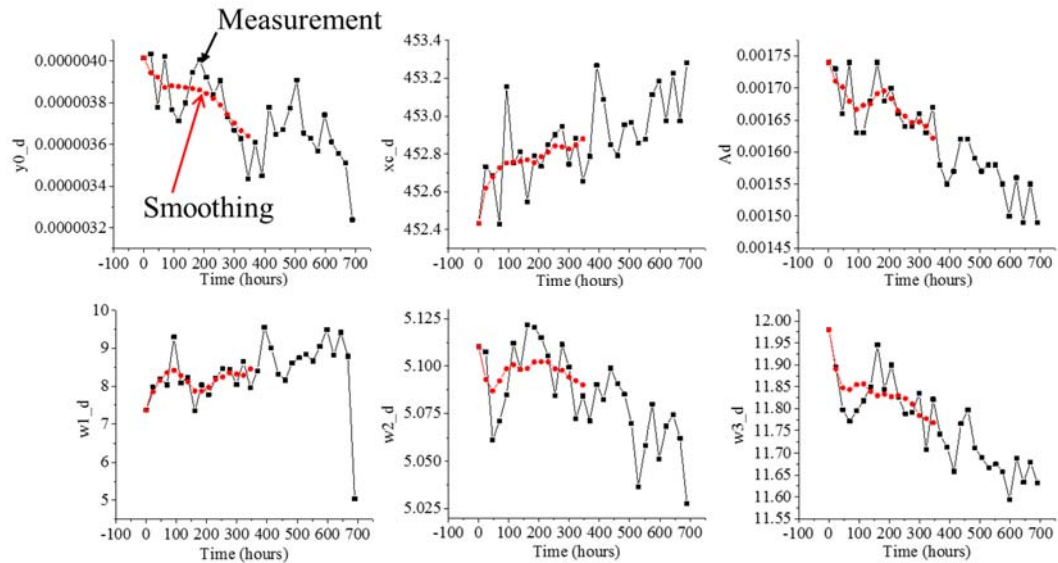 Measurement
Smoothing
0.0000040
0.0000038
0.0000036
0.0000034
0.0000032
y0_d
-100 0 100 200 300 400 500 600 700
Time (hours)
453.4
453.2
453.0
452.8
452.6
452.4
xc_d
-100 0 100 200 300 400 500 600 700
Time (hours)
0.00175
0.00170
0.00165
0.00160
0.00155
0.00150
0.00145
Ad
-100 0 100 200 300 400 500 600 700
Time (hours)
10
9
8
7
6
5
w1_d
-100 0 100 200 300 400 500 600 700
Time (hours)
5.125
5.100
5.075
5.050
5.025
w2_d
-100 0 100 200 300 400 500 600 700
Time (hours)
12.00
11.95
11.90
11.85
11.80
11.75
11.70
11.65
11.60
11.55
w3_d
-100 0 100 200 300 400 500 600 700
Time (hours)